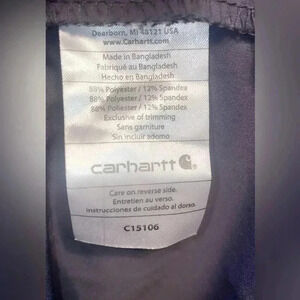 Dearborn, MI 48121 USA
www.Carhartt.com
Made in Bangladesh
Fabriqué au Bangladesh
Hecho en Bangladesh
88% Polyester / 12% Spandex
88% Polyester / 12% Spandex
88% Polyester / 12% Spandex
Exclusive of trimming
Sans garniture
Sin incluir adorno
carhartt
Care on reverse side.
Entretien au verso.
instrucciones de cuidado al dorso.
C15106